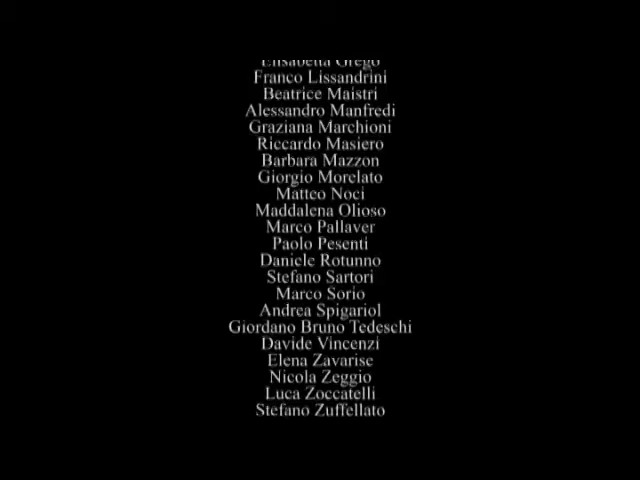 Elisabetta Grego
Franco Lissandrini
Beatrice Maistri
Alessandro Manfredi
Graziana Marchioni
Riccardo Masiero
Barbara Mazzon
Giorgio Morelato
Matteo Noci
Maddalena Olioso
Marco Pallaver
Paolo Pesenti
Daniele Rotunno
Stefano Sartori
Marco Sorio
Andrea Spigariol
Giordano Bruno Tedeschi
Davide Vincenzi
Elena Zavarise
Nicola Zeggio
Luca Zoccatelli
Stefano Zuffellato